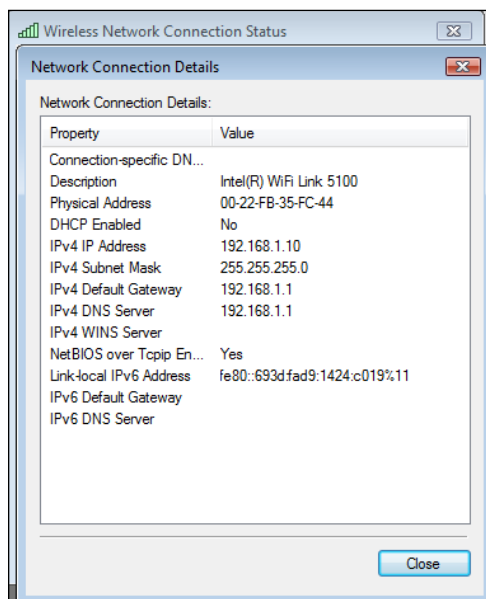 Wireless Network Connection Status
Network Connection Details
Network Connection Details:
Property Value
Connection-specific DN...
Description Intel(R) WiFi Link 5100
Physical Address 00-22-FB-35-FC-44
DHCP Enabled No
IPv4 IP Address 192.168.1.10
IPv4 Subnet Mask 255.255.255.0
IPv4 Default Gateway 192.168.1.1
IPv4 DNS Server 192.168.1.1
IPv4 WINS Server
NetBIOS over Tcpip En... Yes
Link-local IPv6 Address fe80::693d:fad9:1424:c019%11
IPv6 Default Gateway
IPv6 DNS Server
Close